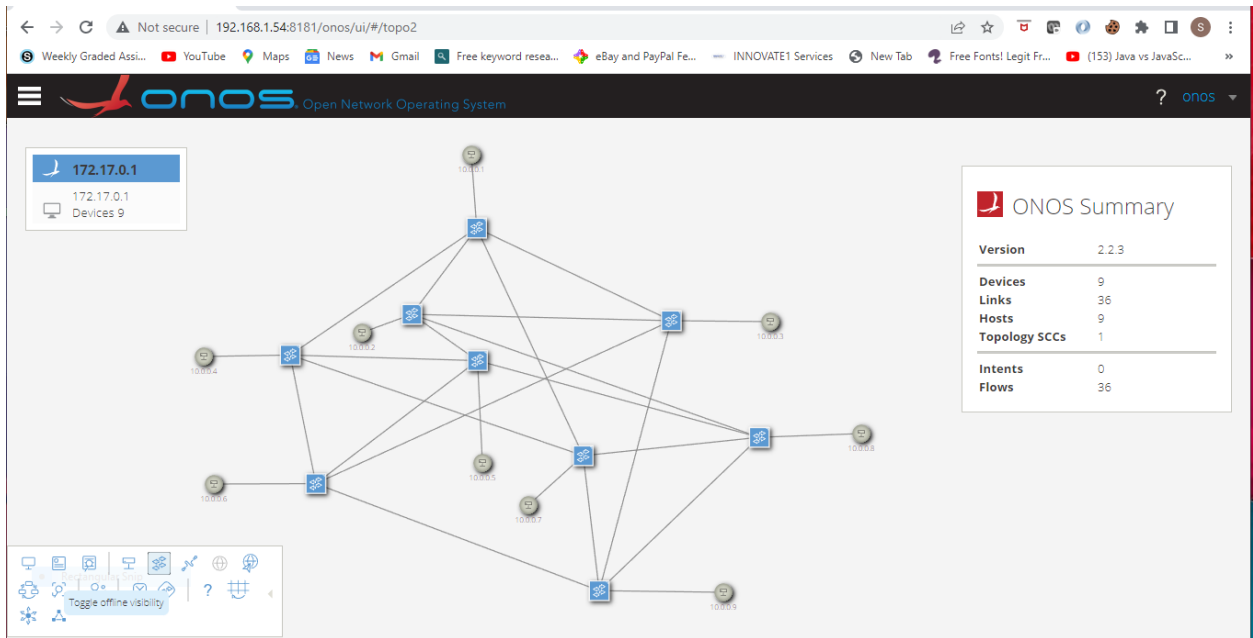 Not secure | 192.168.1.54:8181/onos/ui/#/topo2
S
Weekly Graded Assi... YouTube Maps News Gmail Free keyword resea... eBay and PayPal Fe... INNOVATE1 Services New Tab Free Fonts! Legit Fr... (153) Java vs JavaSc... »
onos Open Network Operating System ? onos
172.17.0.1
172.17.0.1
Devices 9
ONOS Summary
Version 2.2.3
Devices 9
Links 36
Hosts 9
Topology SCCs 1
Intents 0
Flows 36
10.0.0.1
10.0.0.2
10.0.0.3
10.0.0.4
10.0.0.5
10.0.0.6
10.0.0.7
10.0.0.8
10.0.0.9
Rectangular Snip
?
Toggle offline visibility